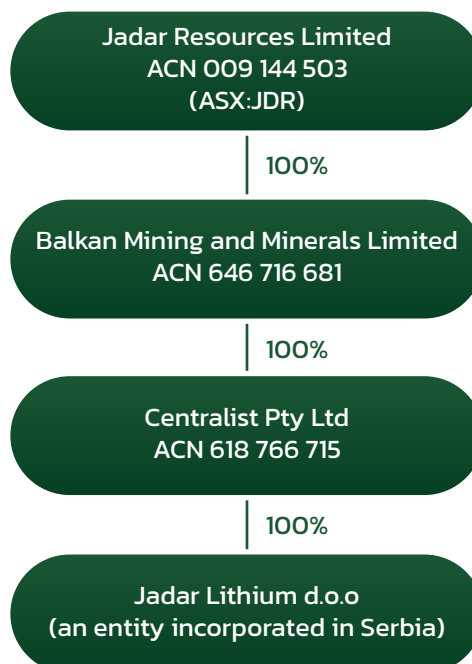 Jadar Resources Limited
ACN 009 144 503
(ASX:JDR)
100%
Balkan Mining and Minerals Limited
ACN 646 716 681
100%
Centralist Pty Ltd
ACN 618 766 715
100%
Jadar Lithium d.o.o
(an entity incorporated in Serbia)